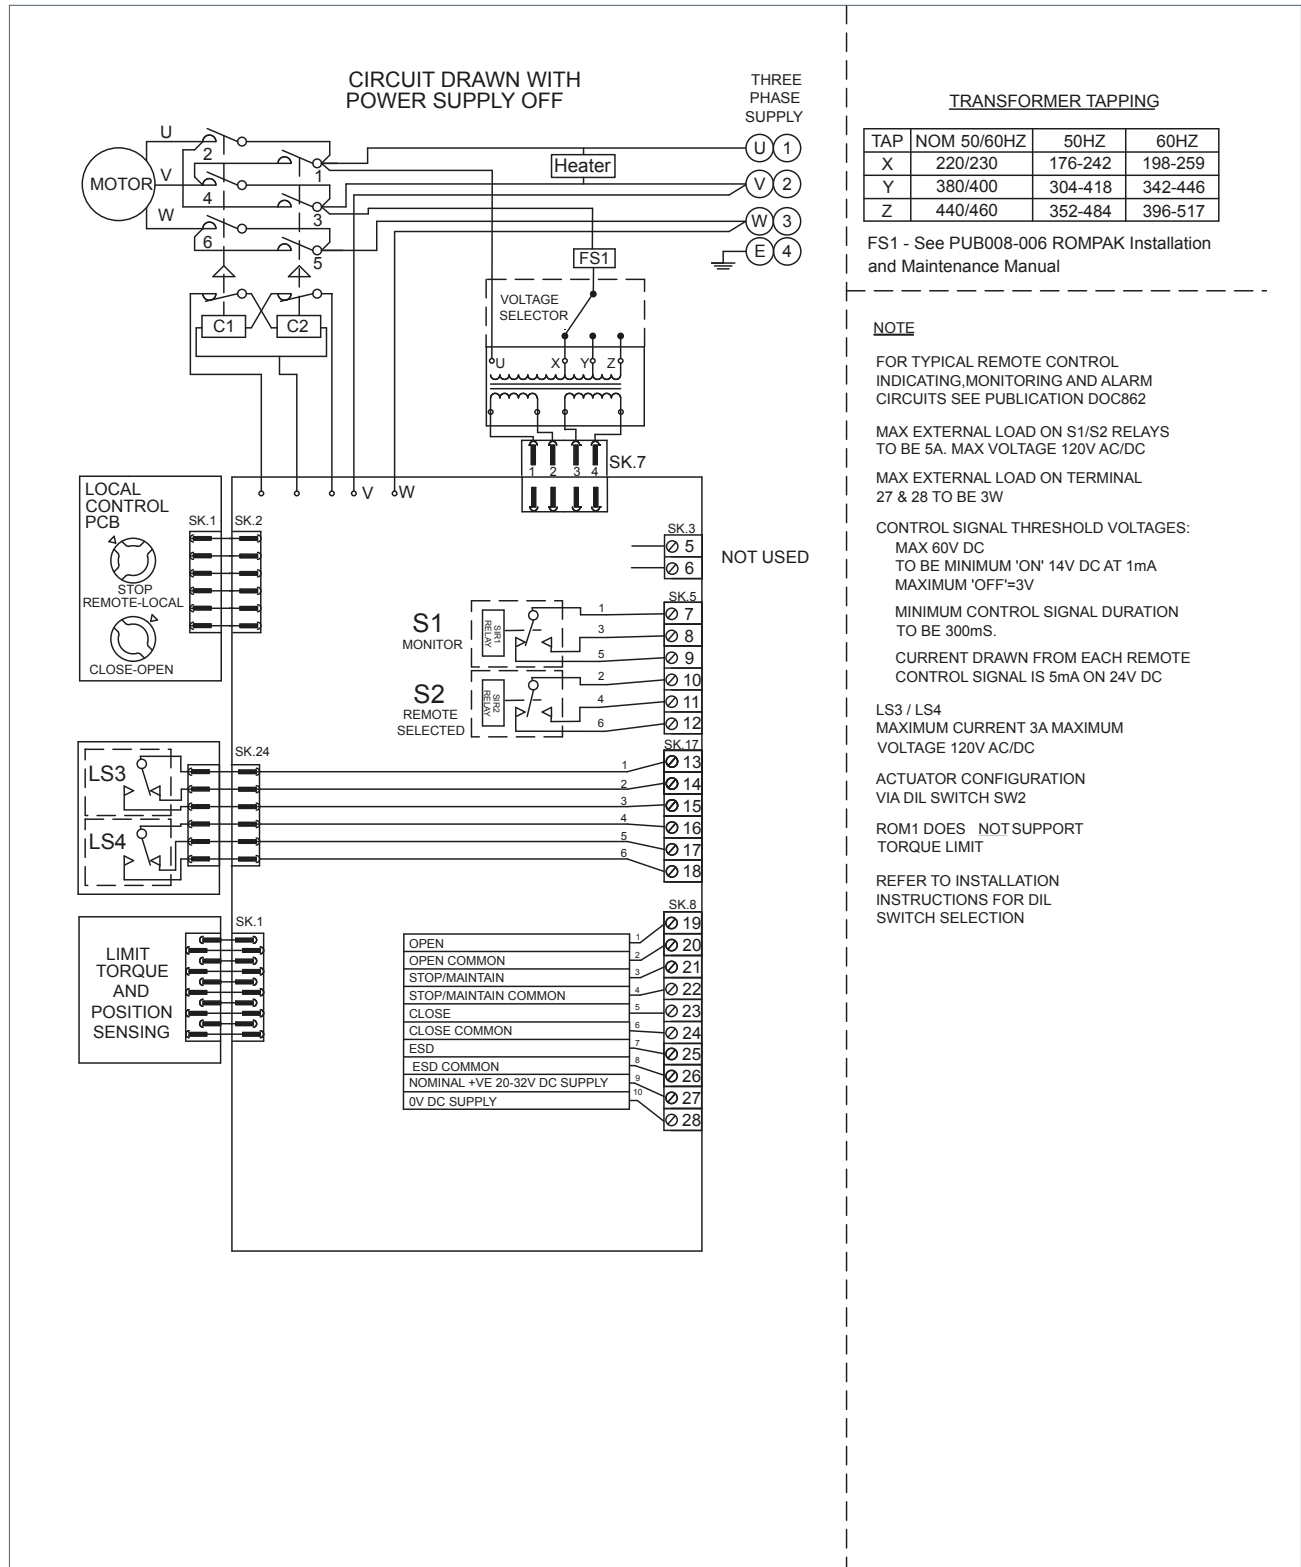 CIRCUIT DRAWN WITH
POWER SUPPLY OFF
THREE
PHASE
SUPPLY
U 1
V 2
W 3
E 4
MOTOR
U
V
W
2
4
6
1
3
5
Heater
FS1
C1
C2
VOLTAGE
SELECTOR
U X Y Z
SK.7
1 2 3 4
V W
LOCAL
CONTROL
PCB
SK.1 SK.2
STOP
REMOTE-LOCAL
CLOSE-OPEN
SK.3
5
6
NOT USED
SK.5
S1
MONITOR
SIR1
RELAY
1 7
3 8
5 9
S2
REMOTE
SELECTED
SIR2
RELAY
2 10
4 11
6 12
LS3
LS4
SK.24
SK.17
1 13
2 14
3 15
4 16
5 17
6 18
LIMIT
TORQUE
AND
POSITION
SENSING
SK.1
SK.8
OPEN 1 19
OPEN COMMON 2 20
STOP/MAINTAIN 3 21
STOP/MAINTAIN COMMON 4 22
CLOSE 5 23
CLOSE COMMON 6 24
ESD 7 25
ESD COMMON 8 26
NOMINAL +VE 20-32V DC SUPPLY 9 27
0V DC SUPPLY 10 28
TRANSFORMER TAPPING
TAP NOM 50/60HZ 50HZ 60HZ
X 220/230 176-242 198-259
Y 380/400 304-418 342-446
Z 440/460 352-484 396-517
FS1 - See PUB008-006 ROMPAK Installation
and Maintenance Manual
NOTE
FOR TYPICAL REMOTE CONTROL
INDICATING,MONITORING AND ALARM
CIRCUITS SEE PUBLICATION DOC862
MAX EXTERNAL LOAD ON S1/S2 RELAYS
TO BE 5A. MAX VOLTAGE 120V AC/DC
MAX EXTERNAL LOAD ON TERMINAL
27 & 28 TO BE 3W
CONTROL SIGNAL THRESHOLD VOLTAGES:
MAX 60V DC
TO BE MINIMUM 'ON' 14V DC AT 1mA
MAXIMUM 'OFF'=3V
MINIMUM CONTROL SIGNAL DURATION
TO BE 300mS.
CURRENT DRAWN FROM EACH REMOTE
CONTROL SIGNAL IS 5mA ON 24V DC
LS3 / LS4
MAXIMUM CURRENT 3A MAXIMUM
VOLTAGE 120V AC/DC
ACTUATOR CONFIGURATION
VIA DIL SWITCH SW2
ROM1 DOES NOT SUPPORT
TORQUE LIMIT
REFER TO INSTALLATION
INSTRUCTIONS FOR DIL
SWITCH SELECTION